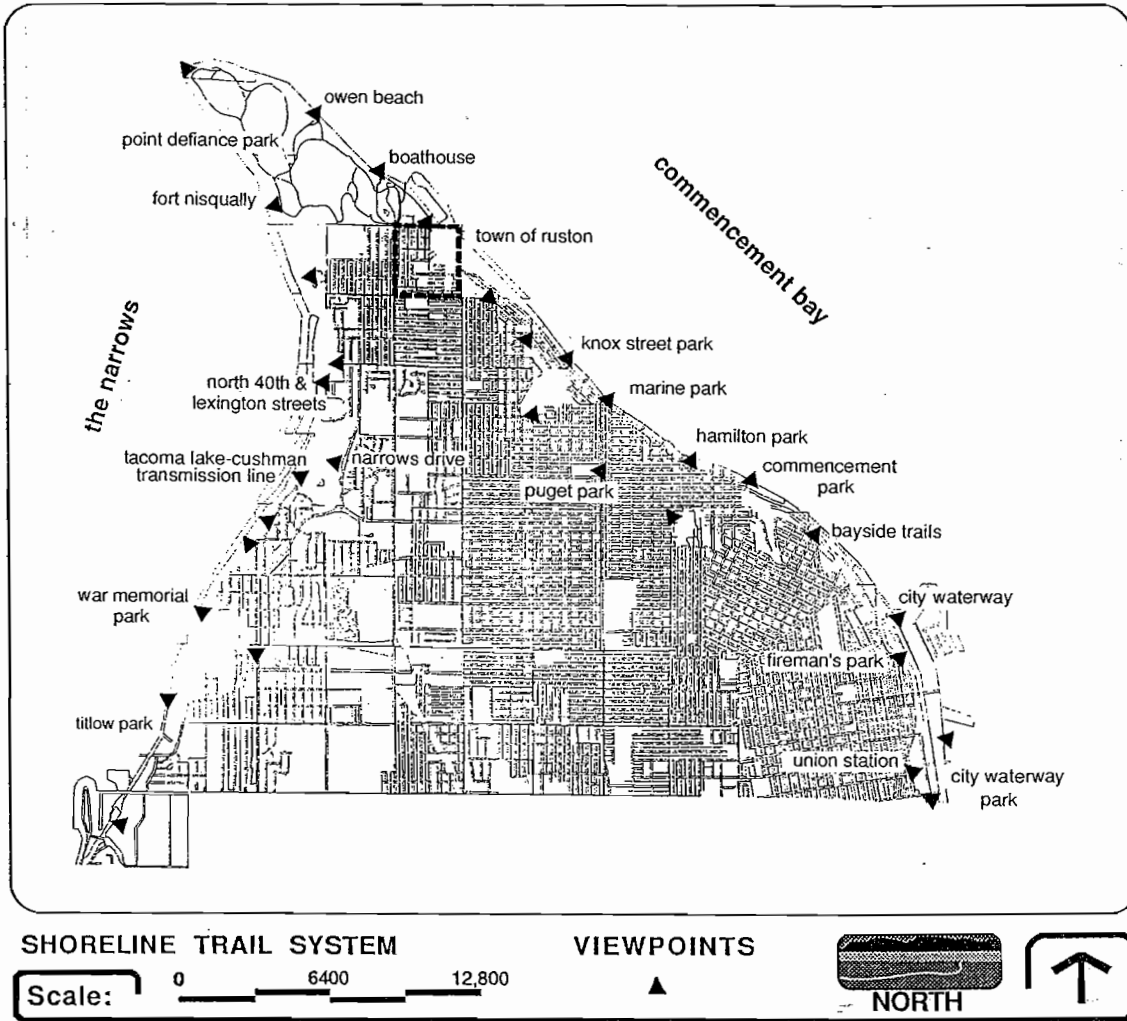 owen beach
point defiance park
boathouse
fort nisqually
commencement bay
town of ruston
the narrows
knox street park
north 40th &
lexington streets
marine park
hamilton park
tacoma lake-cushman
transmission line
narrows drive
commencement
park
puget park
bayside trails
war memorial
park
city waterway
fireman's park
titlow park
union station
city waterway
park
SHORELINE TRAIL SYSTEM
VIEWPOINTS
Scale:
0 6400 12,800
NORTH